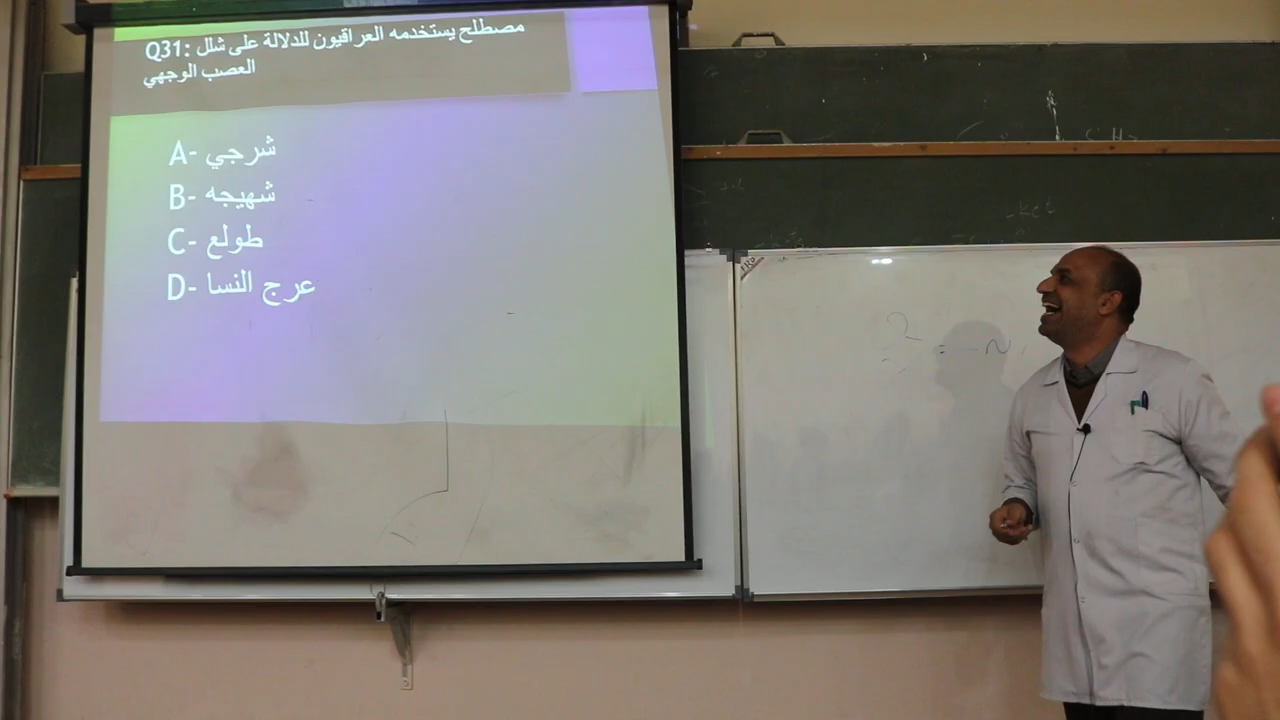 Q31: مصطلح يستخدمه العراقيون للدلالة على شلل
العصب الوجهي
A- شرجي
B- شهيجه
C- طولع
D- عرج النسا